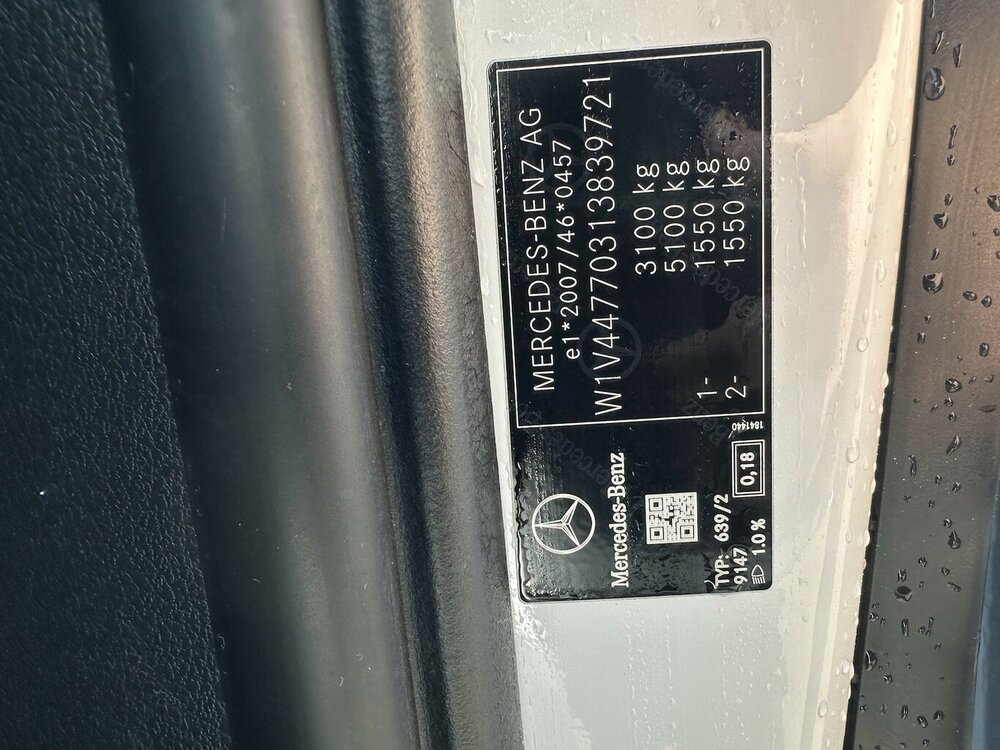 MERCEDES-BENZ AG
e1*2007/46*0457
W1V44770313839721
3100 kg
5100 kg
1- 1550 kg
2- 1550 kg
Mercedes-Benz
TYP: 639/2
9147
1.0 %
0,18
1841440